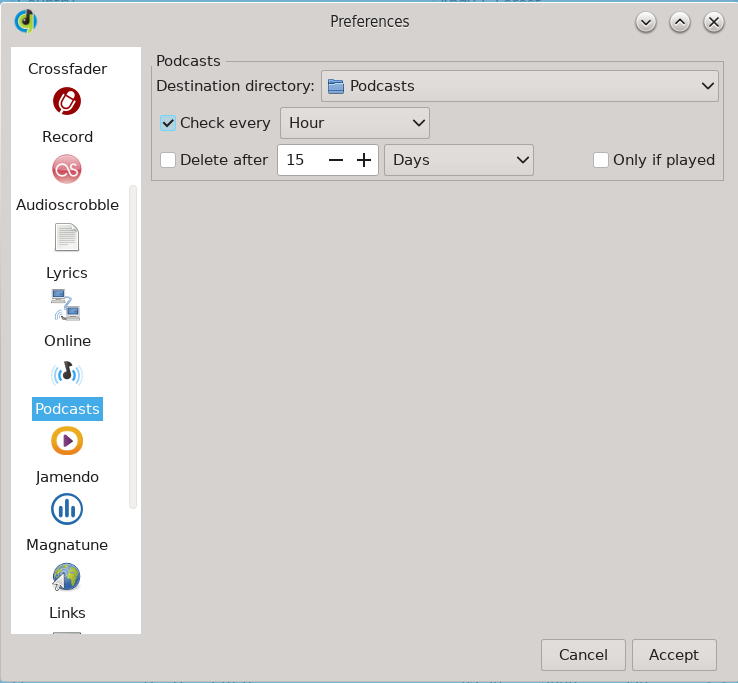 Preferences
Crossfader
Record
Audioscrobble
Lyrics
Online
Podcasts
Jamendo
Magnatune
Links
Podcasts
Destination directory: Podcasts
Check every Hour
Delete after 15 Days Only if played
Cancel Accept